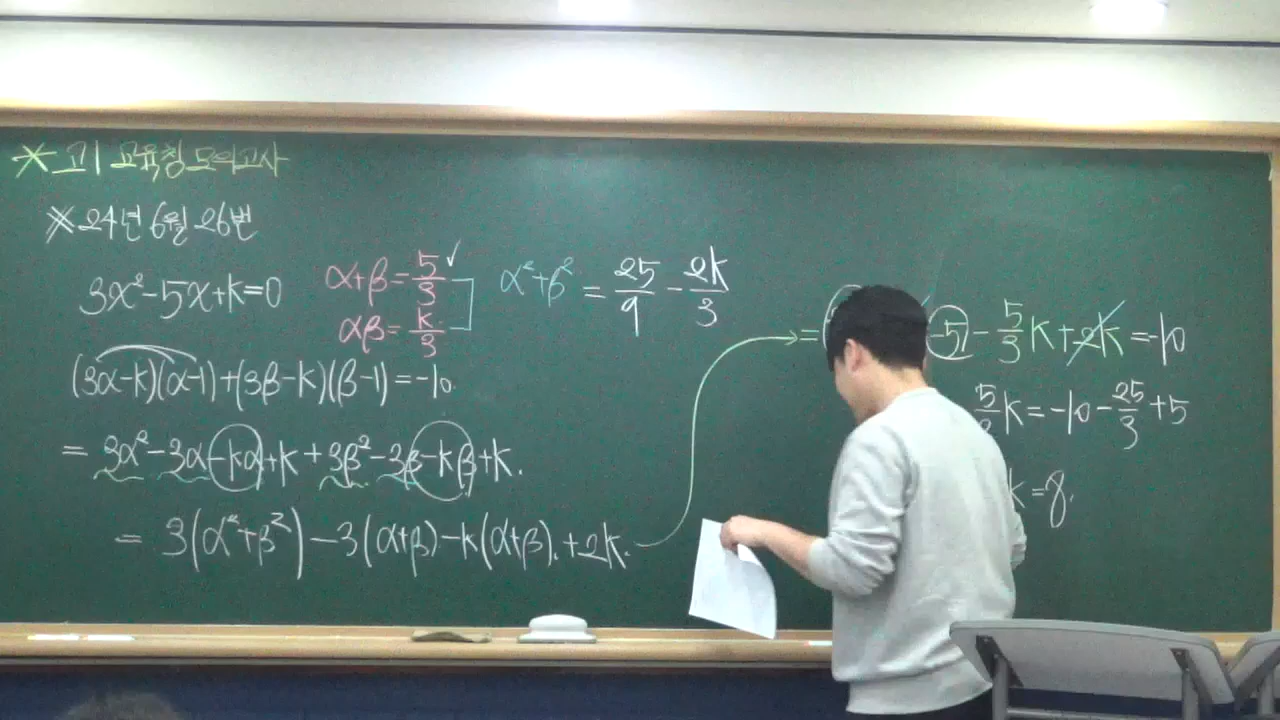 ※고1 교육청 모의고사
※24년 6월 26번
3x²-5x+k=0
α+β=5/3 ✓
αβ=k/3
α²+β²=25/9-2k/3
(3α-k)(α-1)+(3β-k)(β-1)=-10.
=3α²-3α-kα+k+3β²-3β-kβ+k.
=3(α²+β²)-3(α+β)-k(α+β).+2k.
=
-5-5/3k+2k=-10
k=-10-25/3+5
k=8.